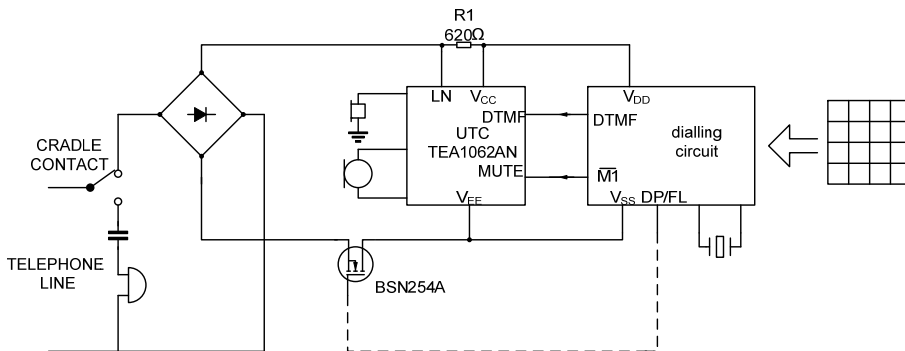 R1
620Ω
LN
VCC
DTMF
UTC
TEA1062AN
MUTE
VEE
VDD
DTMF
dialling
circuit
M̅1̅
VSS DP/FL
CRADLE
CONTACT
TELEPHONE
LINE
BSN254A